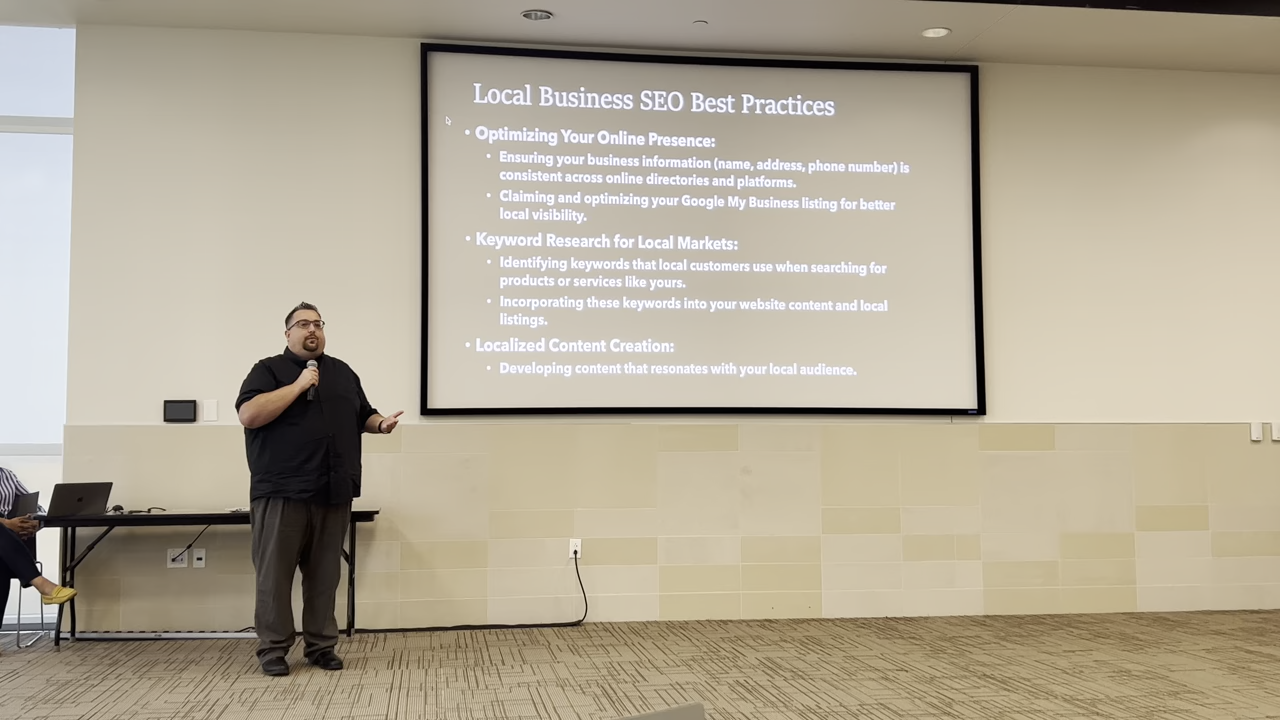 Local Business SEO Best Practices
• Optimizing Your Online Presence:
• Ensuring your business information (name, address, phone number) is
consistent across online directories and platforms.
• Claiming and optimizing your Google My Business listing for better
local visibility.
• Keyword Research for Local Markets:
• Identifying keywords that local customers use when searching for
products or services like yours.
• Incorporating these keywords into your website content and local
listings.
• Localized Content Creation:
• Developing content that resonates with your local audience.